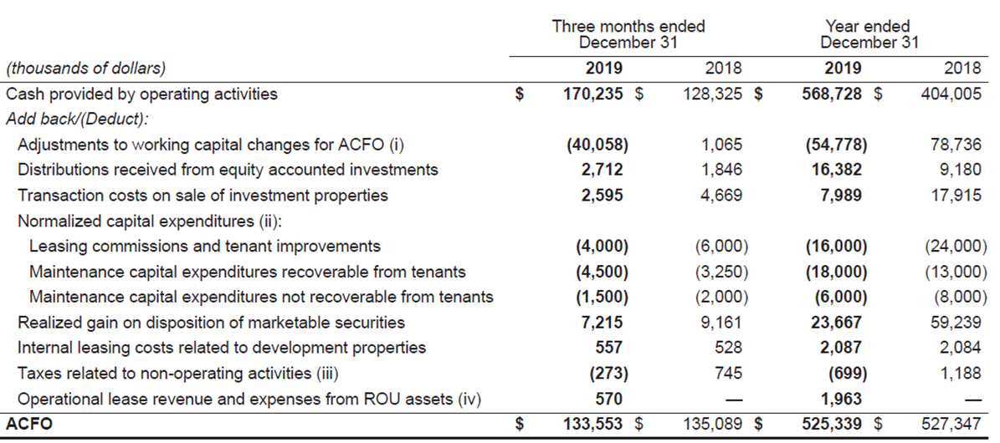 Three months ended Year ended
December 31 December 31
(thousands of dollars) 2019 2018 2019 2018
Cash provided by operating activities $ 170,235 $ 128,325 $ 568,728 $ 404,005
Add back/(Deduct):
Adjustments to working capital changes for ACFO (i) (40,058) 1,065 (54,778) 78,736
Distributions received from equity accounted investments 2,712 1,846 16,382 9,180
Transaction costs on sale of investment properties 2,595 4,669 7,989 17,915
Normalized capital expenditures (ii):
Leasing commissions and tenant improvements (4,000) (6,000) (16,000) (24,000)
Maintenance capital expenditures recoverable from tenants (4,500) (3,250) (18,000) (13,000)
Maintenance capital expenditures not recoverable from tenants (1,500) (2,000) (6,000) (8,000)
Realized gain on disposition of marketable securities 7,215 9,161 23,667 59,239
Internal leasing costs related to development properties 557 528 2,087 2,084
Taxes related to non-operating activities (iii) (273) 745 (699) 1,188
Operational lease revenue and expenses from ROU assets (iv) 570 — 1,963 —
ACFO $ 133,553 $ 135,089 $ 525,339 $ 527,347